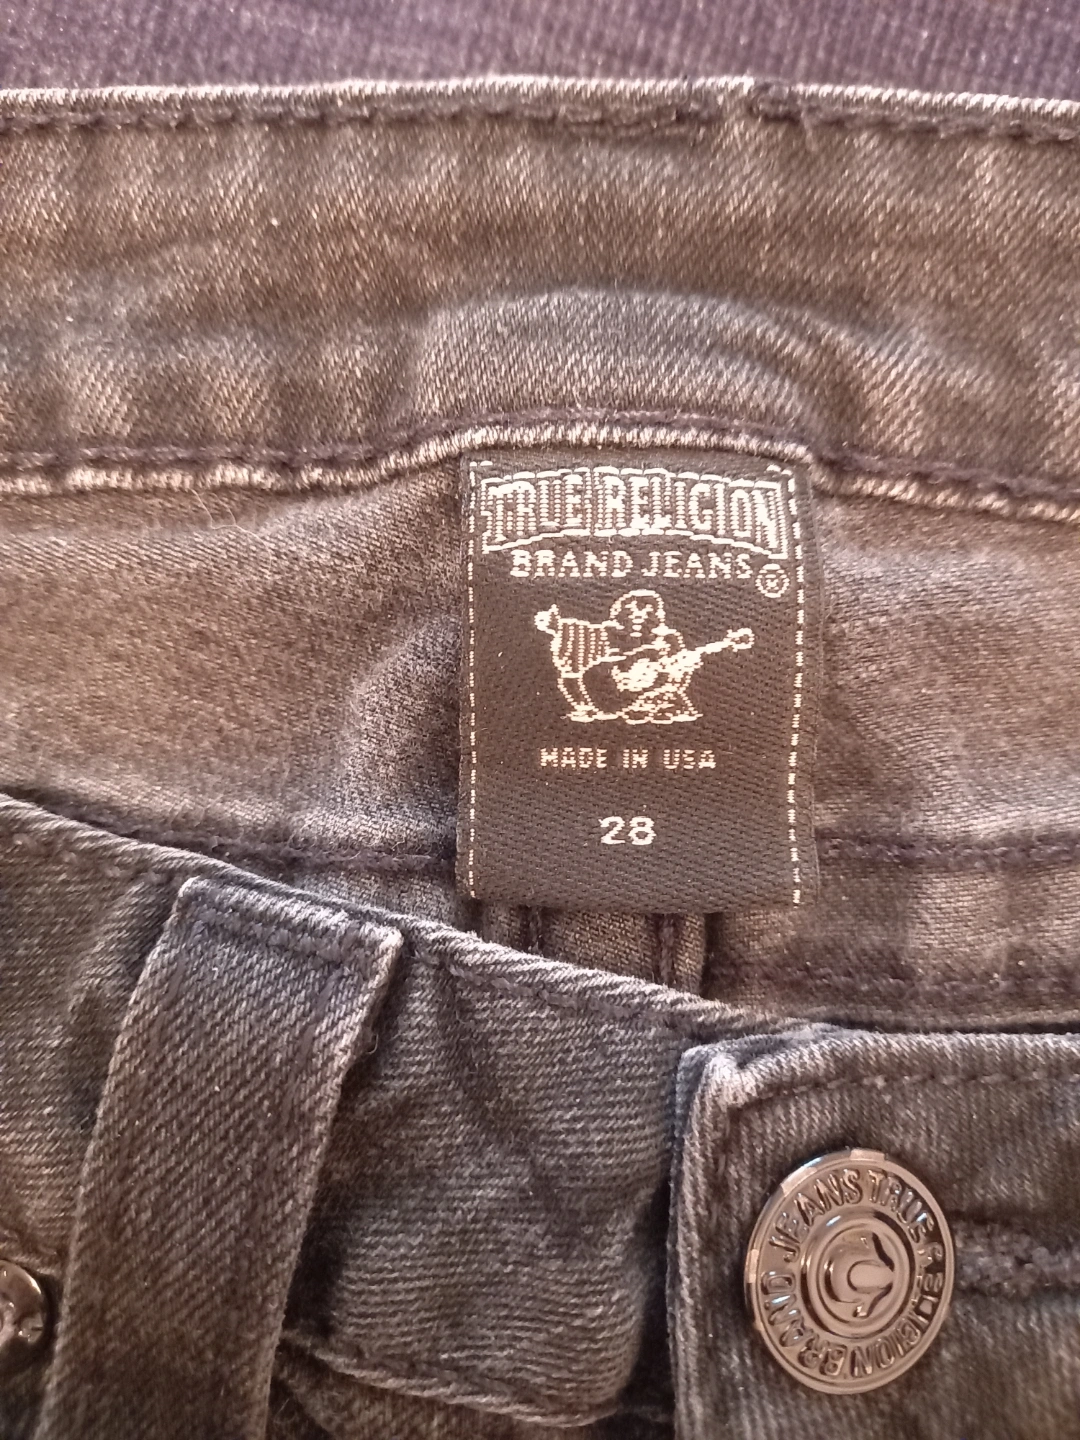 TRUE RELIGION
BRAND JEANS®
MADE IN USA
28
TRUE RELIGION BRAND JEANS